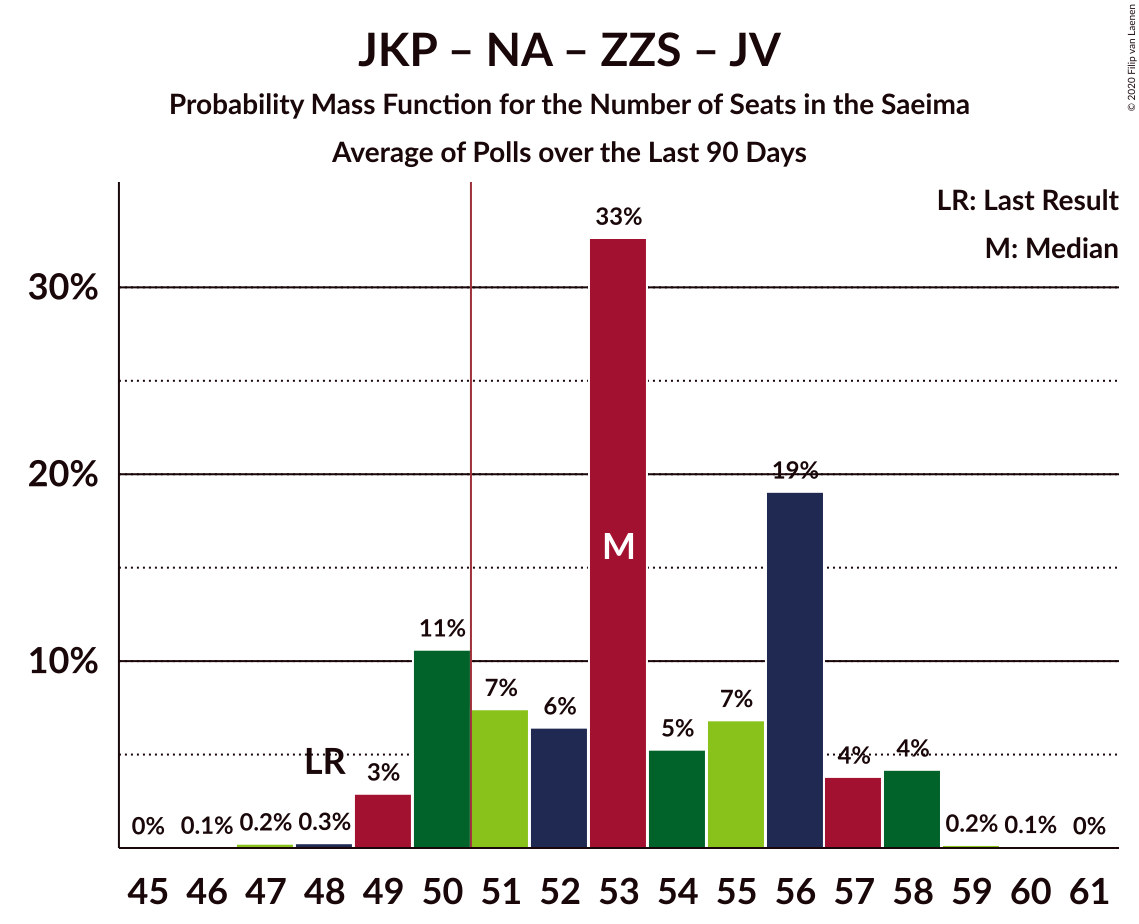 JKP – NA – ZZS – JV
Probability Mass Function for the Number of Seats in the Saeima
Average of Polls over the Last 90 Days
© 2020 Filip van Laenen
LR: Last Result
M: Median
30%
20%
10%
0%
0.1%
0.2%
0.3%
LR
3%
11%
7%
6%
33%
M
5%
7%
19%
4%
4%
0.2%
0.1%
0%
45 46 47 48 49 50 51 52 53 54 55 56 57 58 59 60 61